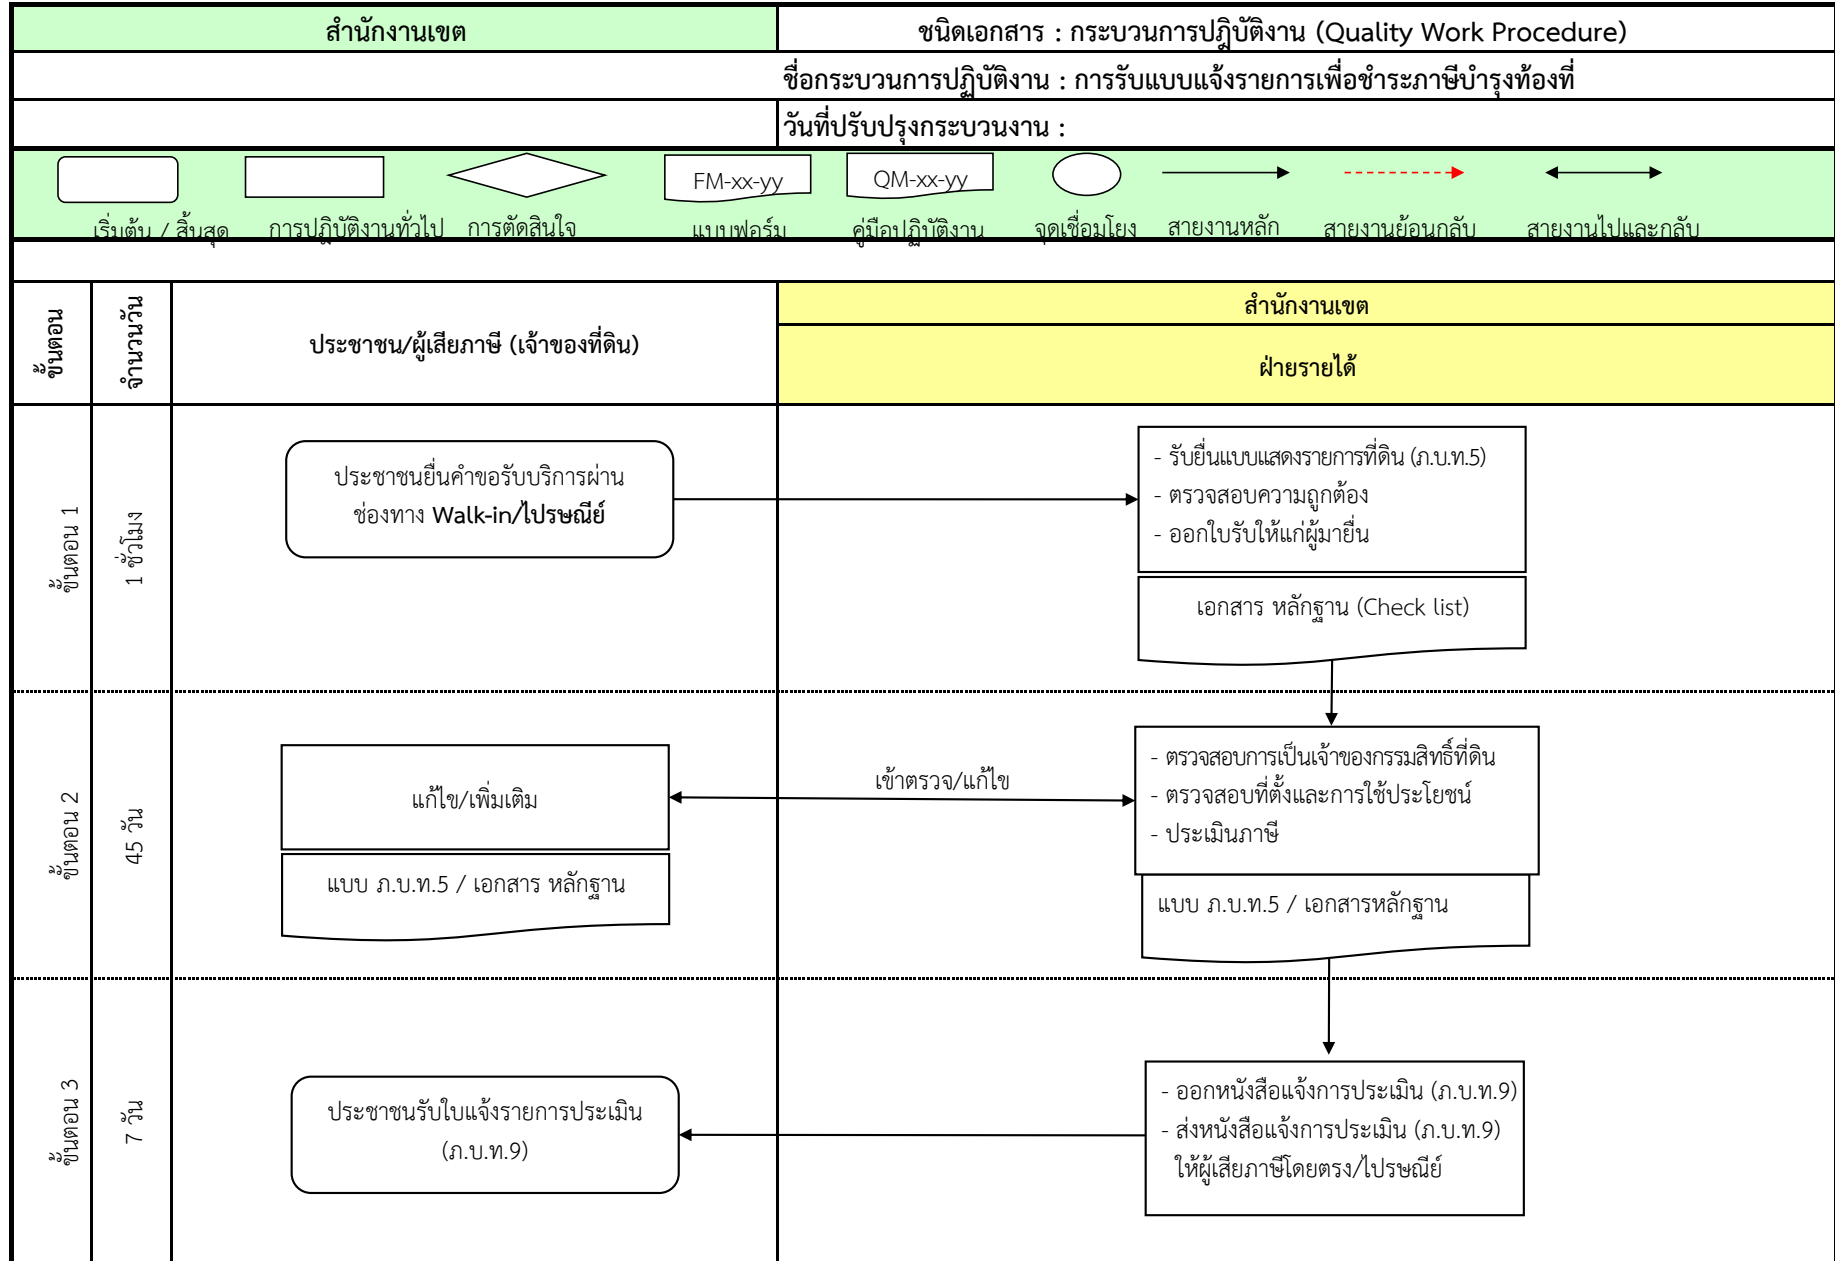 สำนักงานเขต
ชนิดเอกสาร : กระบวนการปฏิบัติงาน (Quality Work Procedure)
ชื่อกระบวนการปฏิบัติงาน : การรับแบบแจ้งรายการเพื่อชำระภาษีบำรุงท้องที่
วันที่ปรับปรุงกระบวนงาน :
FM-xx-yy
QM-xx-yy
เริ่มต้น / สิ้นสุด
การปฏิบัติงานทั่วไป
การตัดสินใจ
แบบฟอร์ม
คู่มือปฏิบัติงาน
จุดเชื่อมโยง
สายงานหลัก
สายงานย้อนกลับ
สายงานไปและกลับ
ขั้นตอน
จำนวนวัน
ประชาชน/ผู้เสียภาษี (เจ้าของที่ดิน)
สำนักงานเขต
ฝ่ายรายได้
ขั้นตอน 1
1 ชั่วโมง
ประชาชนยื่นคำขอรับบริการผ่าน
ช่องทาง Walk-in/ไปรษณีย์
- รับยื่นแบบแสดงรายการที่ดิน (ภ.บ.ท.5)
- ตรวจสอบความถูกต้อง
- ออกใบรับให้แก่ผู้มายื่น
เอกสาร หลักฐาน (Check list)
ขั้นตอน 2
45 วัน
แก้ไข/เพิ่มเติม
แบบ ภ.บ.ท.5 / เอกสาร หลักฐาน
เข้าตรวจ/แก้ไข
- ตรวจสอบการเป็นเจ้าของกรรมสิทธิ์ที่ดิน
- ตรวจสอบที่ตั้งและการใช้ประโยชน์
- ประเมินภาษี
แบบ ภ.บ.ท.5 / เอกสารหลักฐาน
ขั้นตอน 3
7 วัน
ประชาชนรับใบแจ้งรายการประเมิน
(ภ.บ.ท.9)
- ออกหนังสือแจ้งการประเมิน (ภ.บ.ท.9)
- ส่งหนังสือแจ้งการประเมิน (ภ.บ.ท.9)
ให้ผู้เสียภาษีโดยตรง/ไปรษณีย์